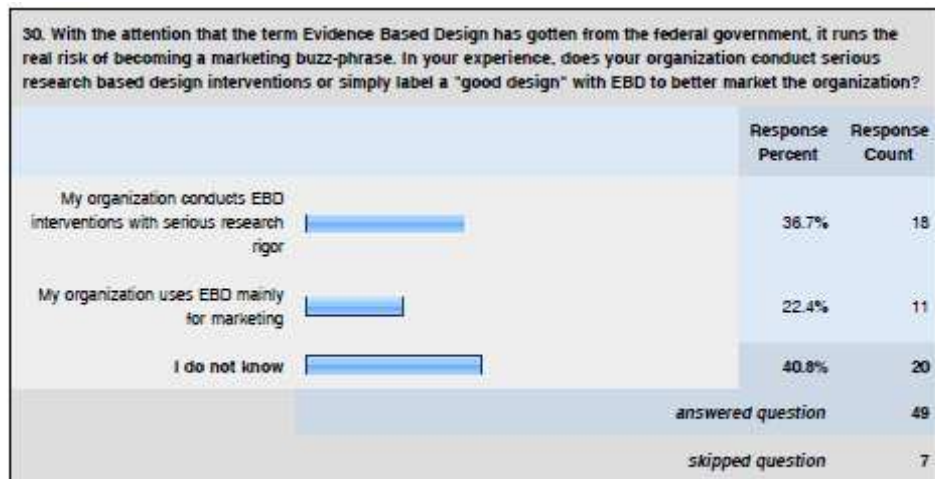 30. With the attention that the term Evidence Based Design has gotten from the federal government, it runs the
real risk of becoming a marketing buzz-phrase. In your experience, does your organization conduct serious
research based design interventions or simply label a "good design" with EBD to better market the organization?
Response Response
Percent Count
My organization conducts EBD
interventions with serious research
rigor
36.7% 18
My organization uses EBD mainly
for marketing
22.4% 11
I do not know 40.8% 20
answered question 49
skipped question 7